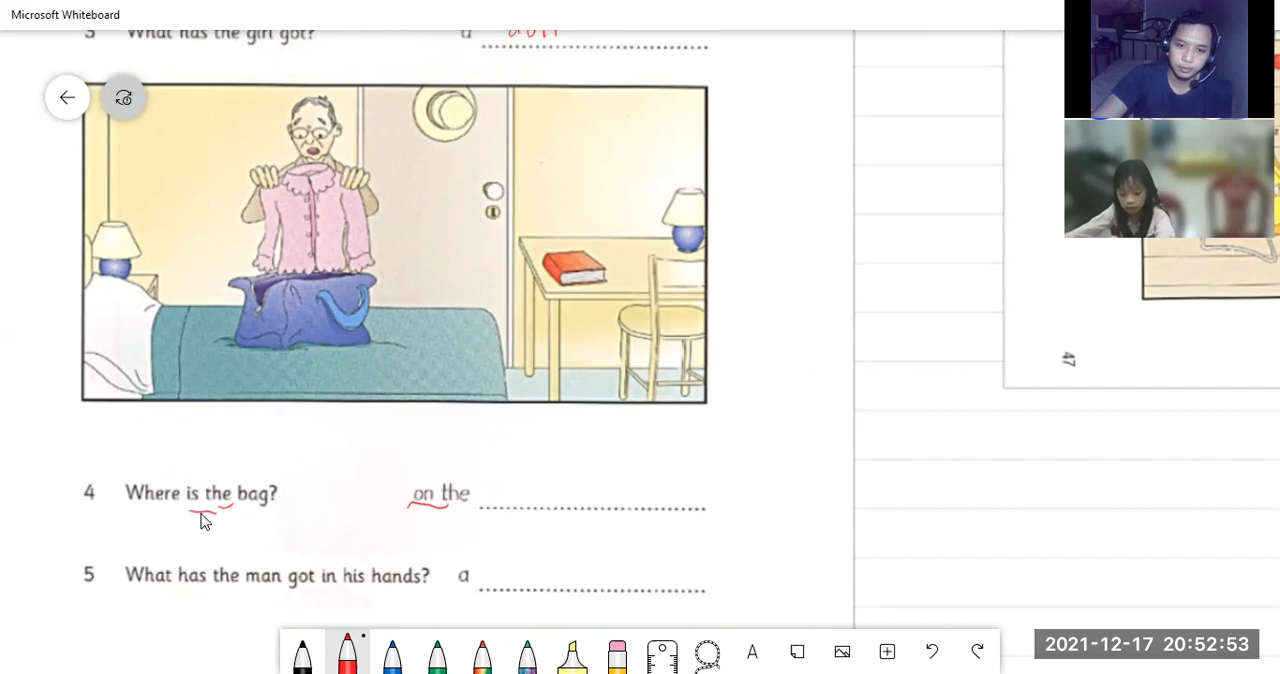 Microsoft Whiteboard
3 What has the girl got? a doll
4 Where is the bag? on the
5 What has the man got in his hands? a
47
A
2021-12-17 20:52:53